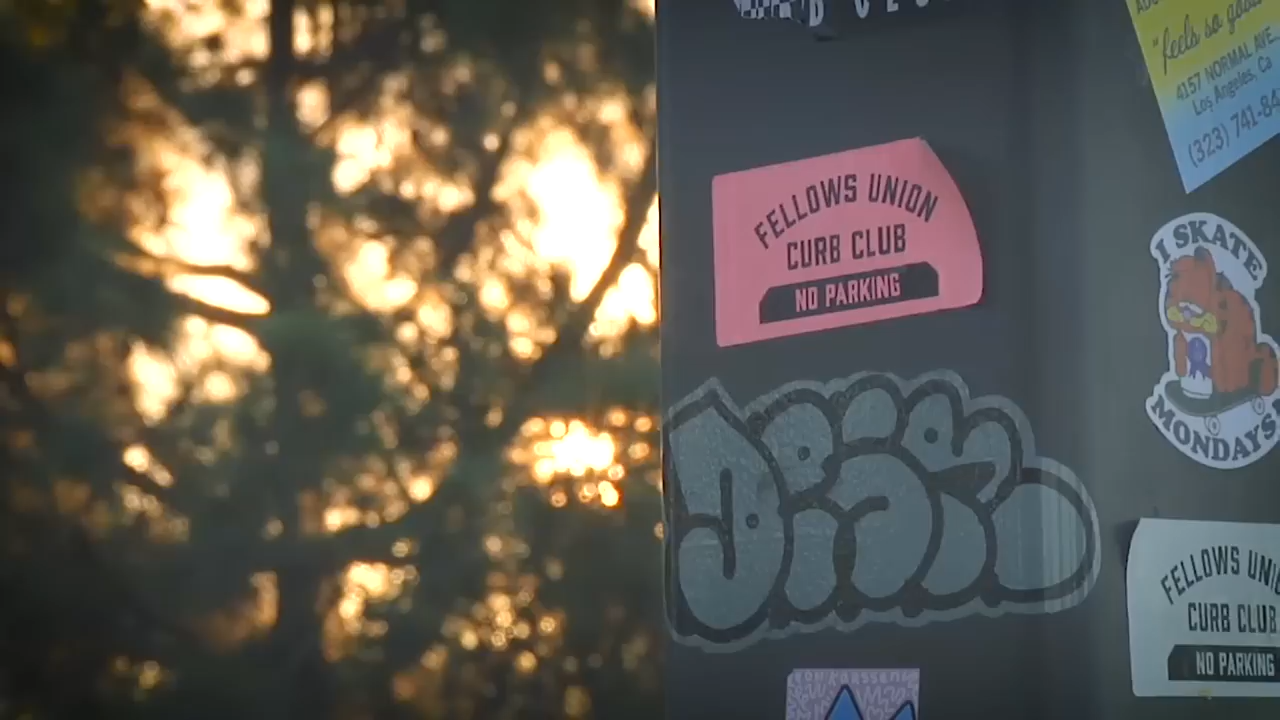 "feels so good
4157 NORMAL AVE.
Los Angeles, Ca
(323) 741-84
FELLOWS UNION
CURB CLUB
NO PARKING
I SKATE
MONDAYS
FELLOWS UNIO
CURB CLUB
NO PARKING